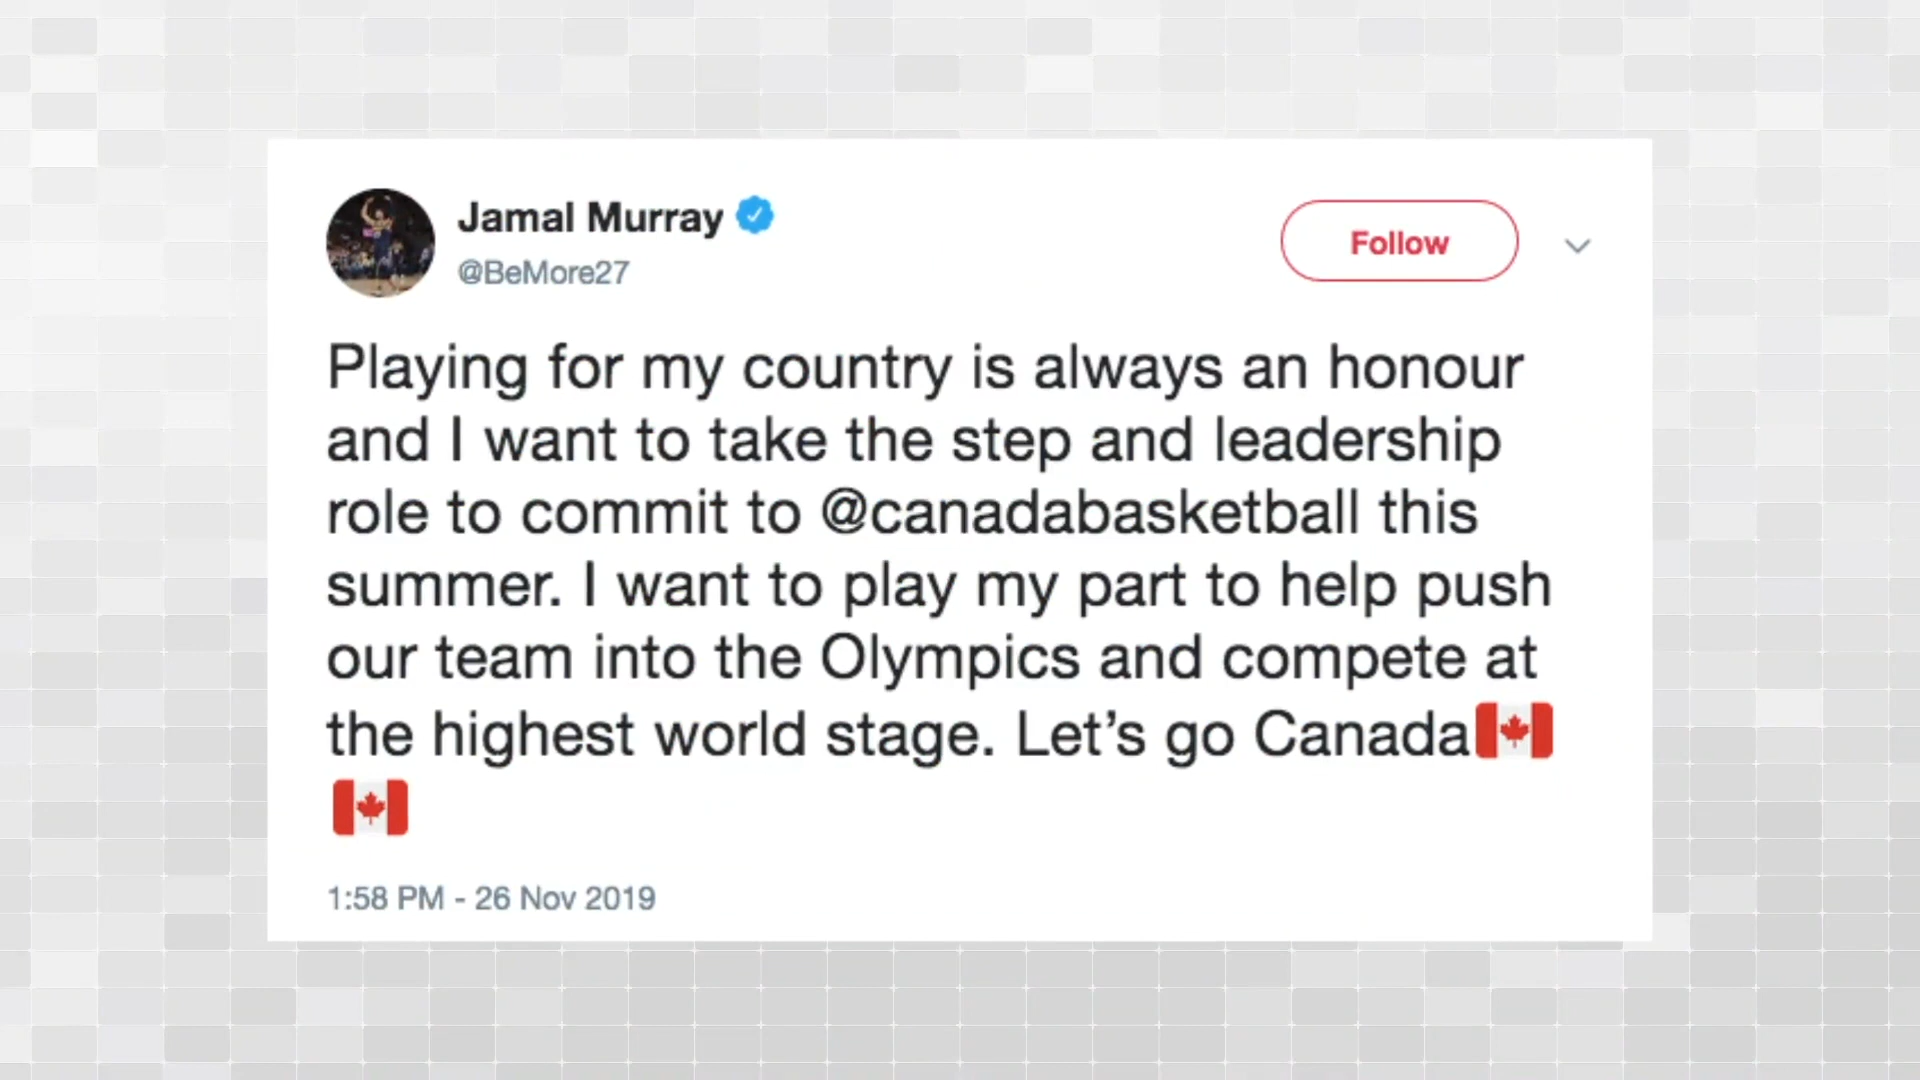 Jamal Murray
@BeMore27
Follow
Playing for my country is always an honour
and I want to take the step and leadership
role to commit to @canadabasketball this
summer. I want to play my part to help push
our team into the Olympics and compete at
the highest world stage. Let’s go Canada🇨🇦
🇨🇦
1:58 PM - 26 Nov 2019